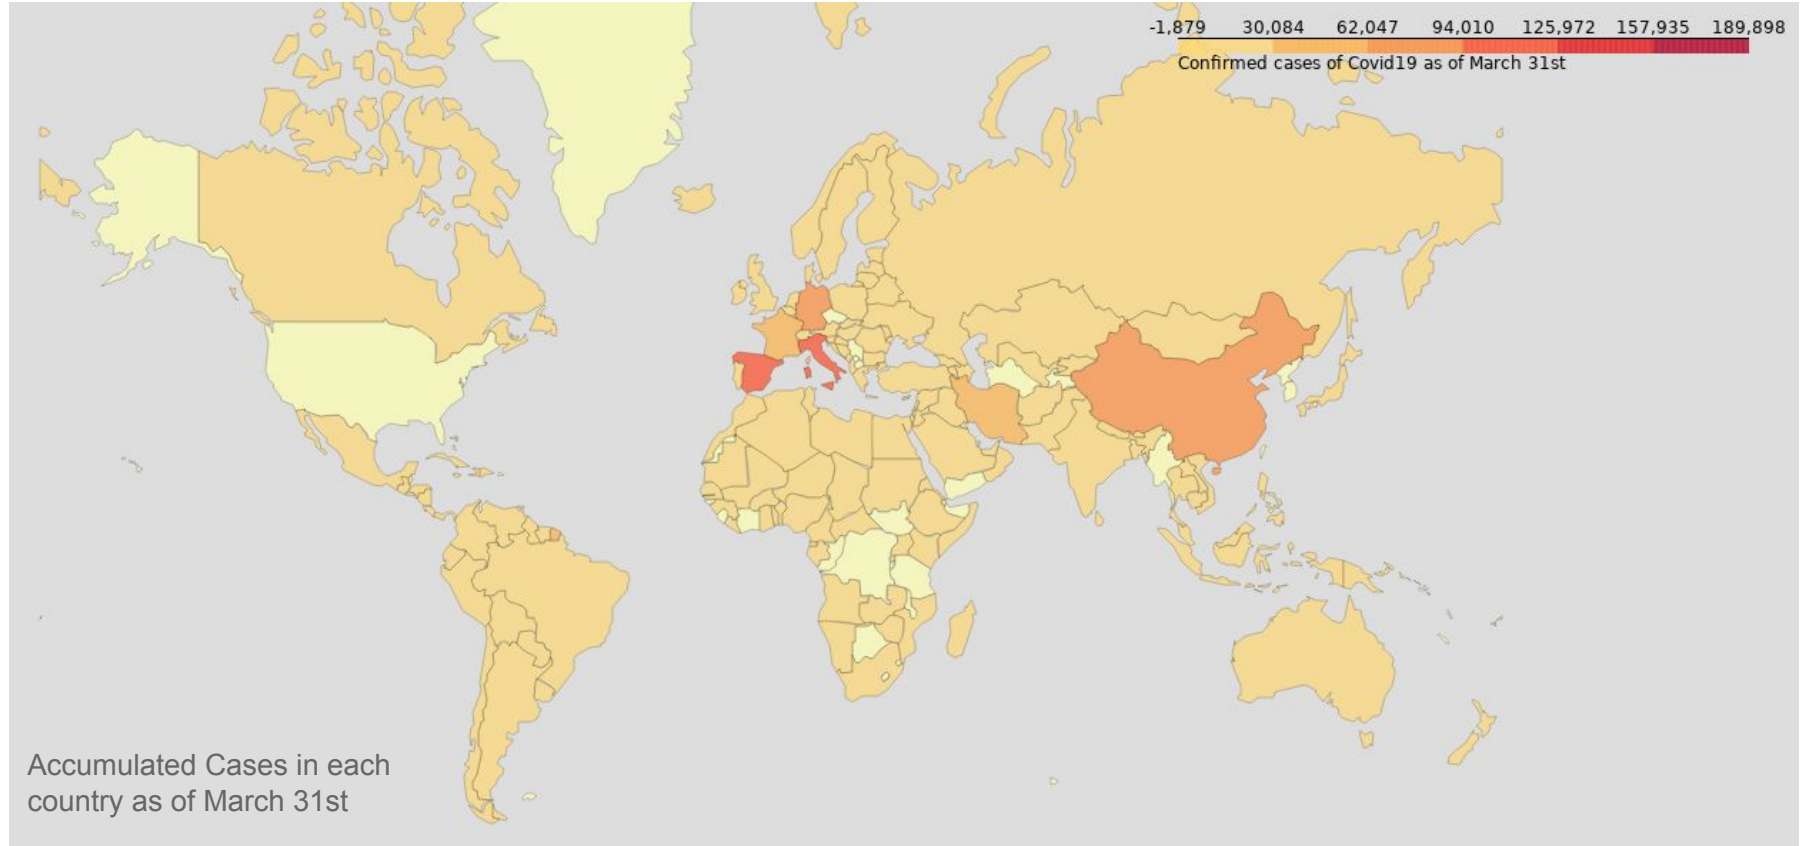 -1,879 30,084 62,047 94,010 125,972 157,935 189,898
Confirmed cases of Covid19 as of March 31st
Accumulated Cases in each
country as of March 31st